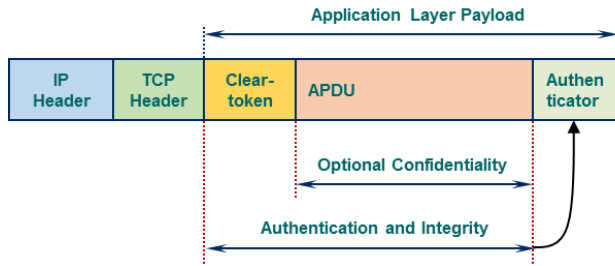 Application Layer Payload
IP
Header
TCP
Header
Clear-
token
APDU
Authen
ticator
Optional Confidentiality
Authentication and Integrity